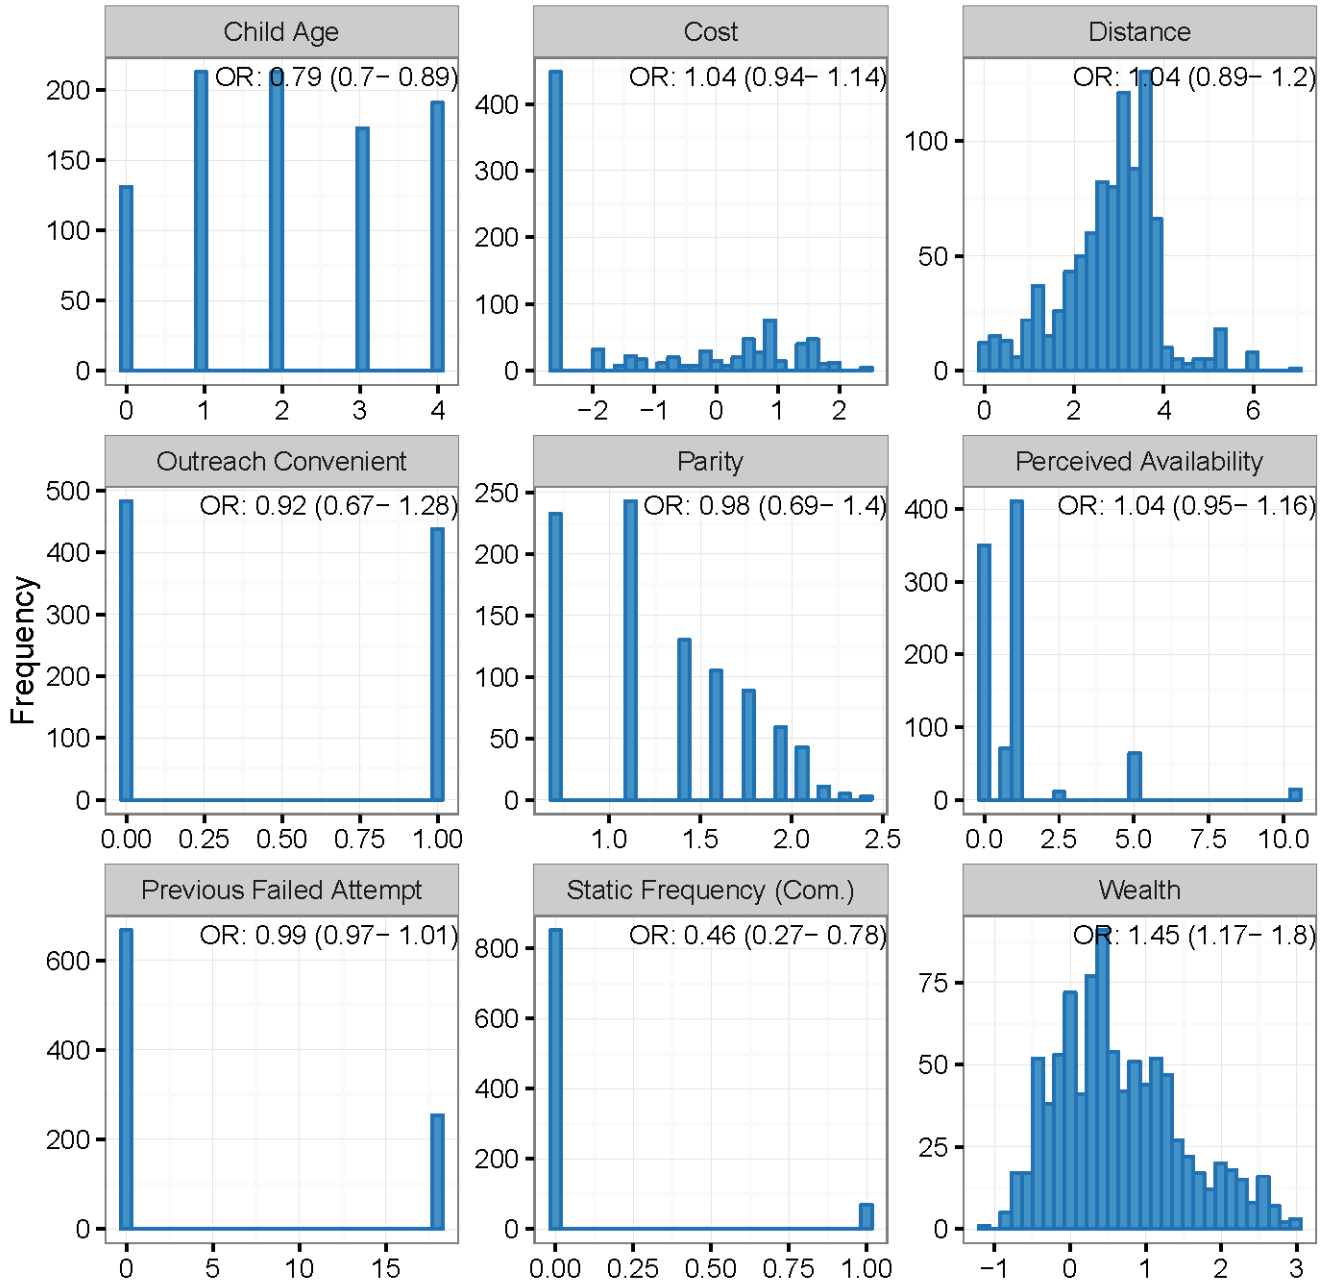 Child Age
Cost
Distance
OR: 0.79 (0.7− 0.89)
OR: 1.04 (0.94− 1.14)
OR: 1.04 (0.89− 1.2)
200
150
100
50
0
0 1 2 3 4
400
300
200
100
0
−2 −1 0 1 2
100
50
0
0 2 4 6
Outreach Convenient
Parity
Perceived Availability
OR: 0.92 (0.67− 1.28)
OR: 0.98 (0.69− 1.4)
OR: 1.04 (0.95− 1.16)
Frequency
500
400
300
200
100
0
0.00 0.25 0.50 0.75 1.00
250
200
150
100
50
0
1.0 1.5 2.0 2.5
400
300
200
100
0
0.0 2.5 5.0 7.5 10.0
Previous Failed Attempt
Static Frequency (Com.)
Wealth
OR: 0.99 (0.97− 1.01)
OR: 0.46 (0.27− 0.78)
OR: 1.45 (1.17− 1.8)
600
400
200
0
0 5 10 15
800
600
400
200
0
0.00 0.25 0.50 0.75 1.00
75
50
25
0
−1 0 1 2 3